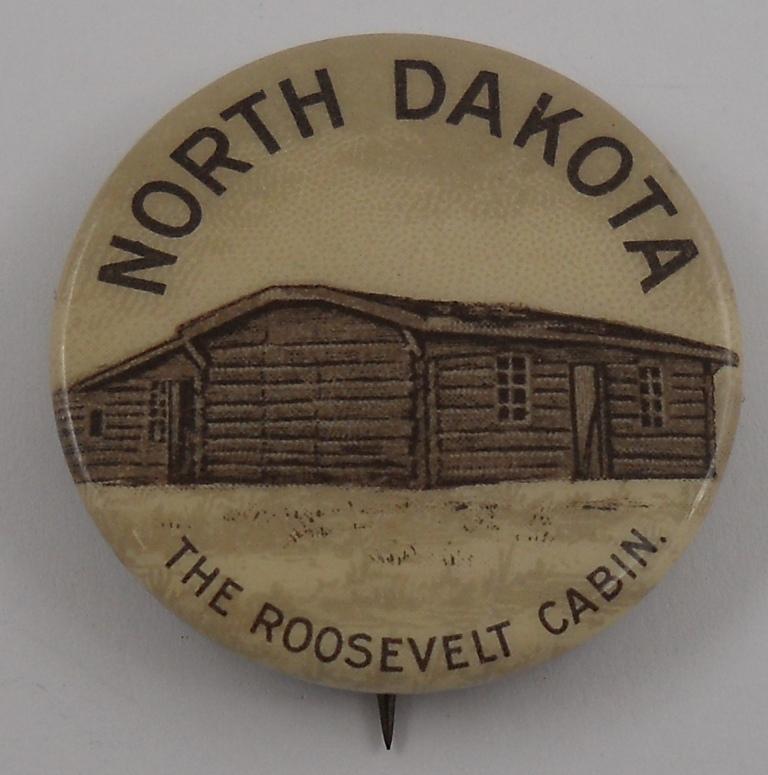 NORTH DAKOTA
THE ROOSEVELT CABIN.